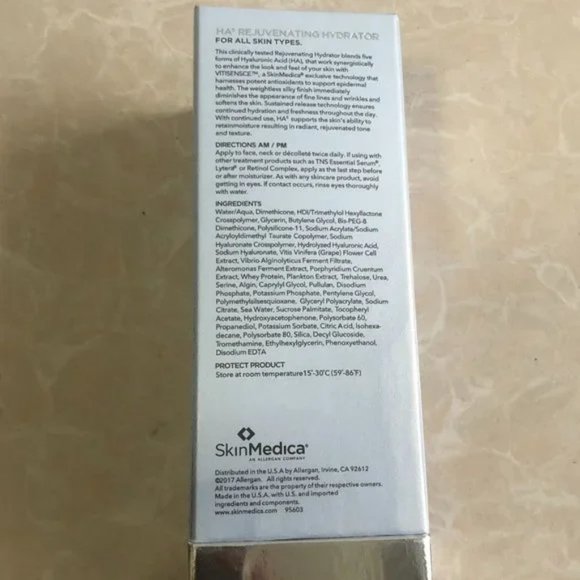 HA⁵ REJUVENATING HYDRATOR
FOR ALL SKIN TYPES.
This clinically tested Rejuvenating Hydrator blends five
forms of Hyaluronic Acid (HA), that work synergistically
to enhance the look and feel of your skin with
VITISENSCE™, a SkinMedica® exclusive technology that
harnesses potent antioxidants to support epidermal
health. The weightless silky finish immediately
diminishes the appearance of fine lines and wrinkles and
softens the skin. Sustained release technology ensures
continued hydration and freshness throughout the day.
With continued use, HA⁵ supports the skin's ability to
retainmoisture resulting in radiant, rejuvenated tone
and texture.
DIRECTIONS AM / PM
Apply to face, neck or décolleté twice daily. If using with
other treatment products such as TNS Essential Serum®,
Lytera® or Retinol Complex, apply as the last step before
or after moisturizer. As with any skincare product, avoid
getting in eyes. If contact occurs, rinse eyes thoroughly
with water.
INGREDIENTS
Water/Aqua, Dimethicone, HDI/Trimethylol Hexyllactone
Crosspolymer, Glycerin, Butylene Glycol, Bis-PEG-8
Dimethicone, Polysilicone-11, Sodium Acrylate/Sodium
Acryloyldimethyl Taurate Copolymer, Sodium
Hyaluronate Crosspolymer, Hydrolyzed Hyaluronic Acid,
Sodium Hyaluronate, Vitis Vinifera (Grape) Flower Cell
Extract, Vibrio Alginolyticus Ferment Filtrate,
Alteromonas Ferment Extract, Porphyridium Cruentum
Extract, Whey Protein, Plankton Extract, Trehalose, Urea,
Serine, Algin, Caprylyl Glycol, Pullulan, Disodium
Phosphate, Potassium Phosphate, Pentylene Glycol,
Polymethylsilsesquioxane, Glyceryl Polyacrylate, Sodium
Citrate, Sea Water, Sucrose Palmitate, Tocopheryl
Acetate, Hydroxyacetophenone, Polysorbate 60,
Propanediol, Potassium Sorbate, Citric Acid, Isohexa-
decane, Polysorbate 80, Silica, Decyl Glucoside,
Tromethamine, Ethylhexylglycerin, Phenoxyethanol,
Disodium EDTA
PROTECT PRODUCT
Store at room temperature15°-30°C (59°-86°F)
SkinMedica®
AN ALLERGAN COMPANY
Distributed in the U.S.A by Allergan, Irvine, CA 92612
©2017 Allergan. All rights reserved.
All trademarks are the property of their respective owners.
Made in the U.S.A. with U.S. and imported
ingredients and components.
www.skinmedica.com 95603